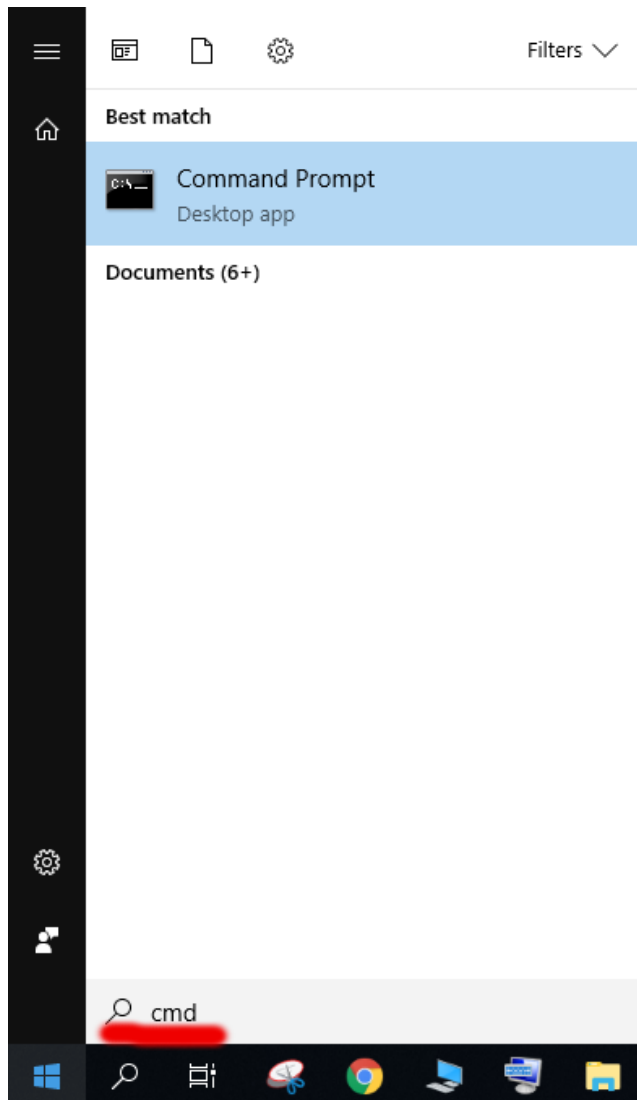 Filters
Best match
C:\_
Command Prompt
Desktop app
Documents (6+)
cmd